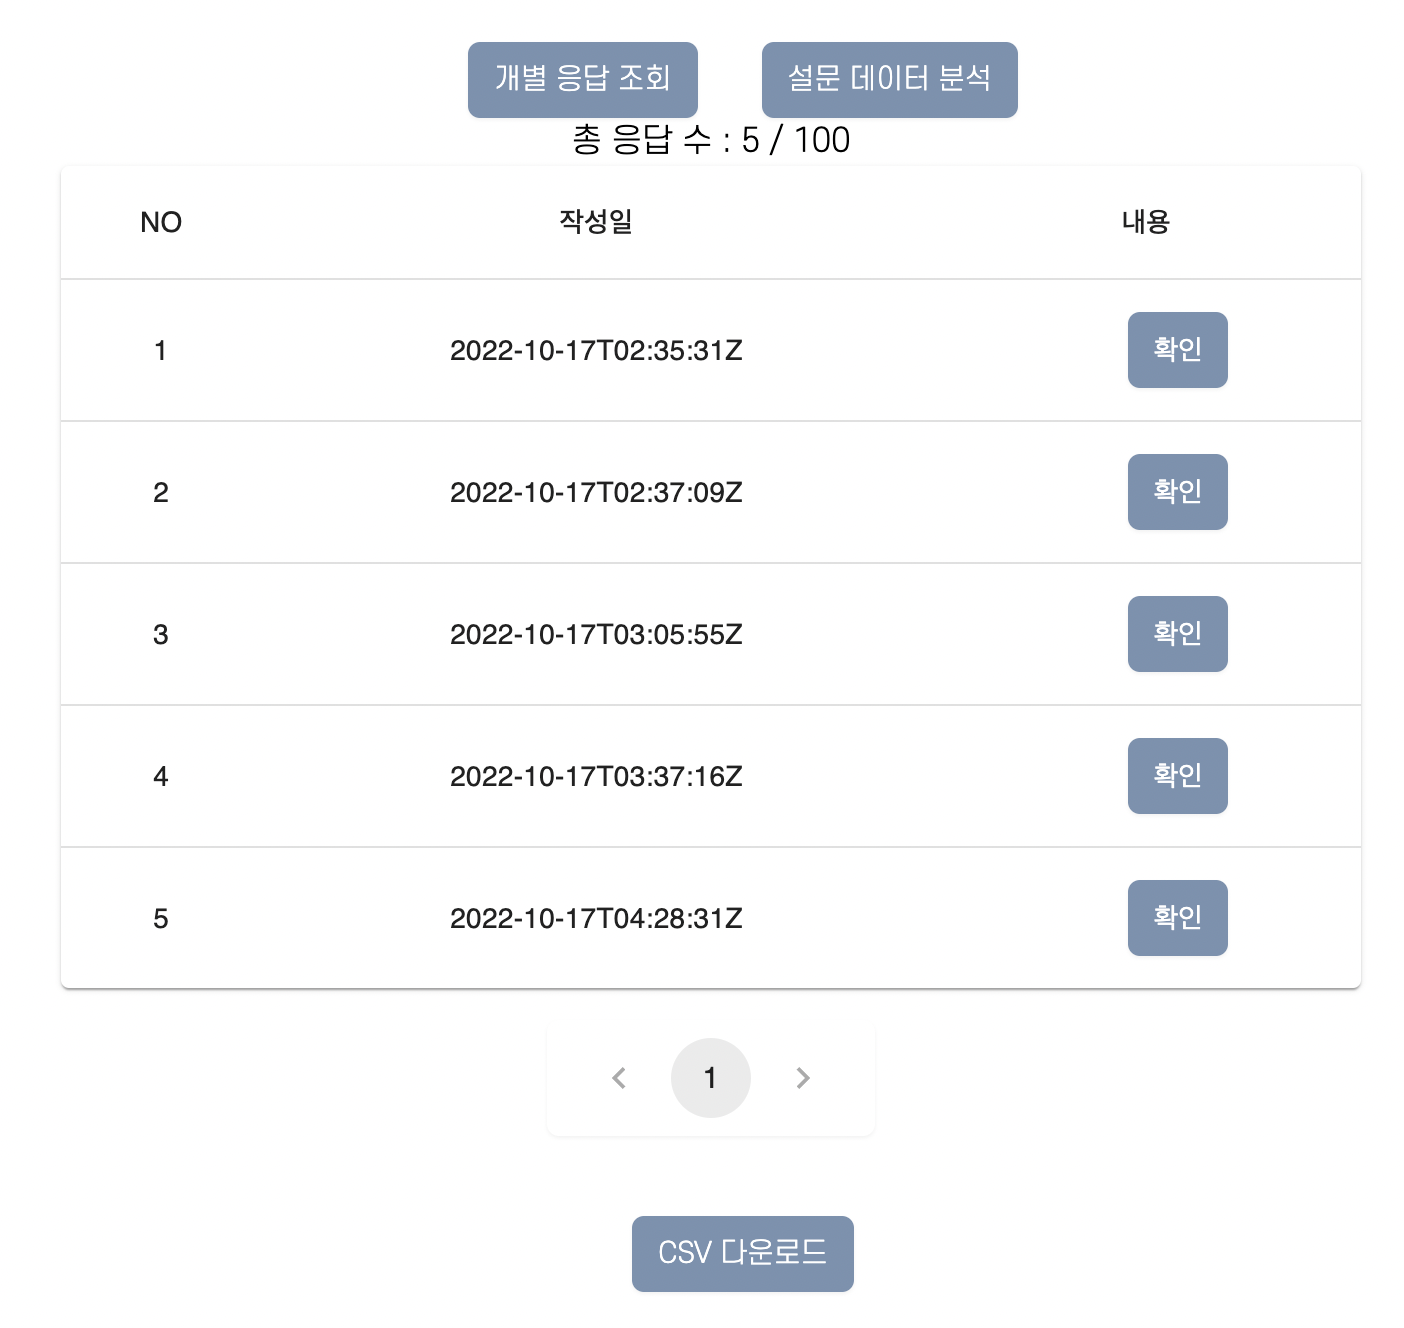 개별 응답 조회 설문 데이터 분석
총 응답 수 : 5 / 100
NO 작성일 내용
1 2022-10-17T02:35:31Z 확인
2 2022-10-17T02:37:09Z 확인
3 2022-10-17T03:05:55Z 확인
4 2022-10-17T03:37:16Z 확인
5 2022-10-17T04:28:31Z 확인
1
CSV 다운로드